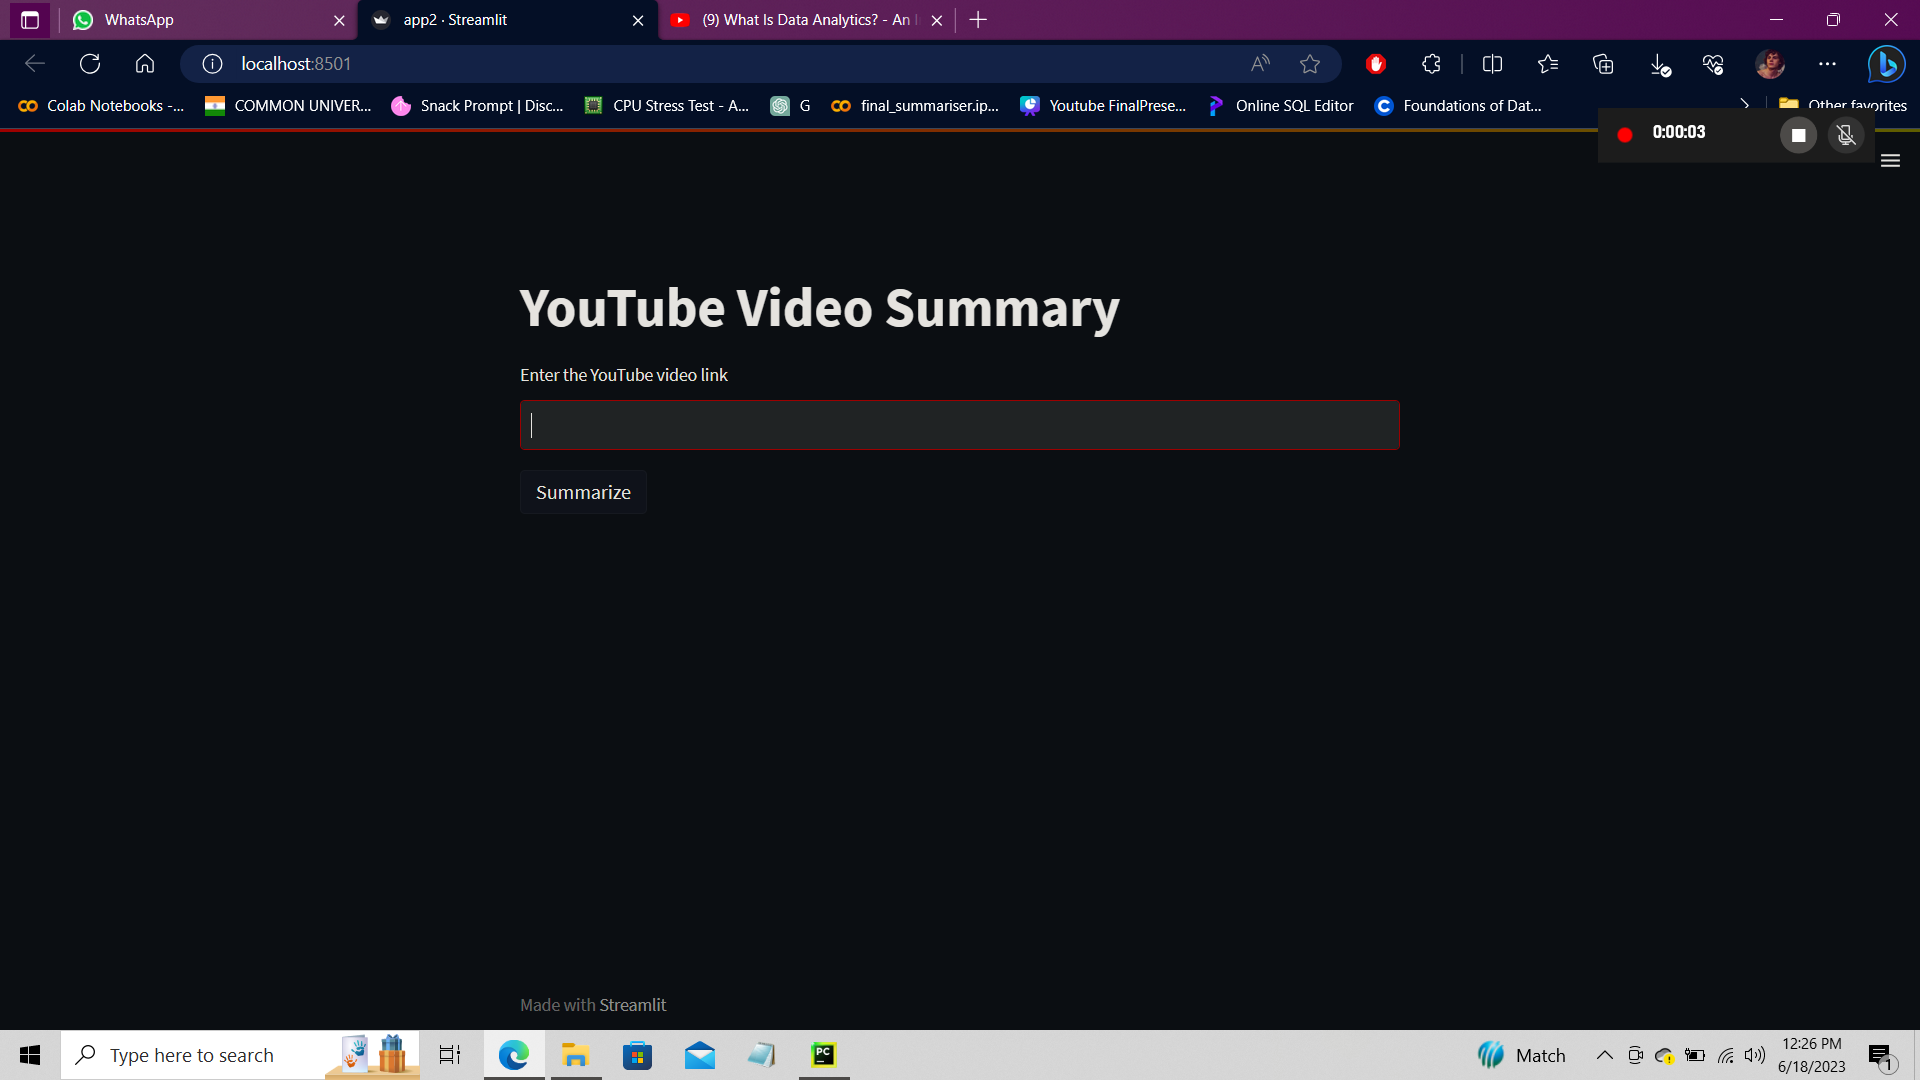 WhatsApp
app2 · Streamlit
(9) What Is Data Analytics? - An
localhost:8501
Colab Notebooks -...
COMMON UNIVER...
Snack Prompt | Disc...
CPU Stress Test - A...
G
final_summariser.ip...
Youtube FinalPrese...
Online SQL Editor
Foundations of Dat...
Other favorites
0:00:03
YouTube Video Summary
Enter the YouTube video link
Summarize
Made with Streamlit
Type here to search
PC
Match
12:26 PM
6/18/2023
1